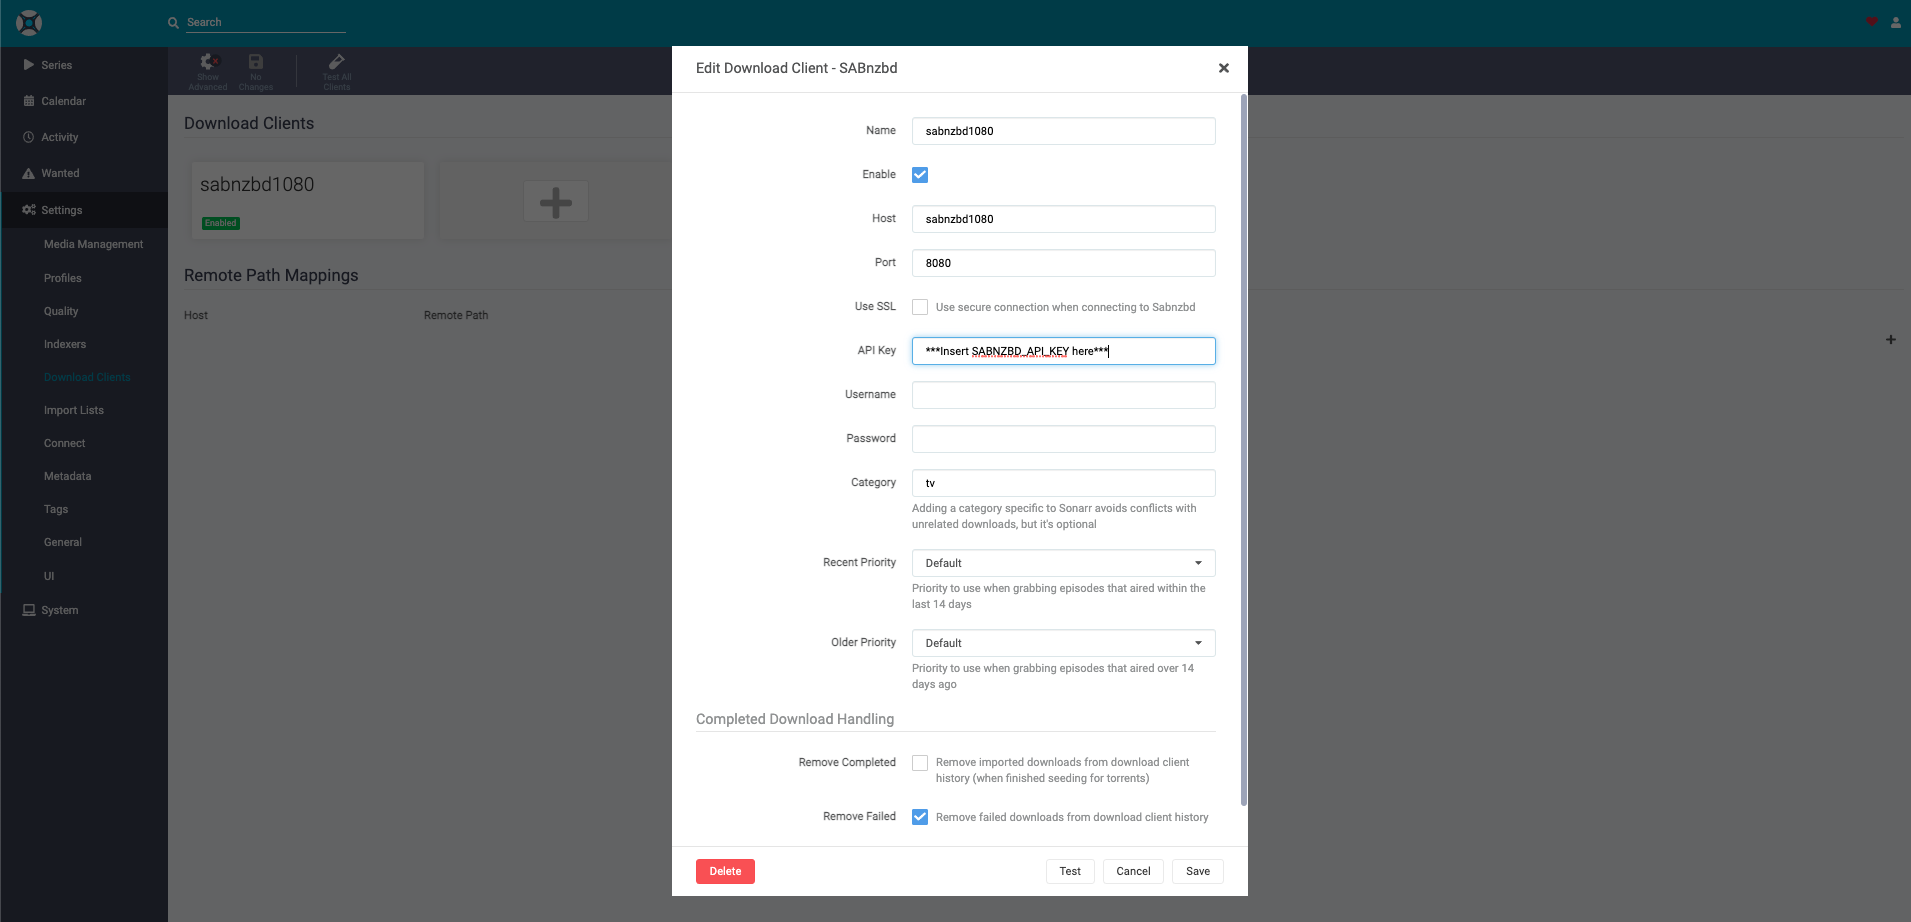 Search
Series
Calendar
Activity
Wanted
Settings
Media Management
Profiles
Quality
Indexers
Download Clients
Import Lists
Connect
Metadata
Tags
General
UI
System
Show
Advanced
No
Changes
Test All
Clients
Download Clients
sabnzbd1080
Enabled
Remote Path Mappings
Host
Remote Path
Edit Download Client - SABnzbd
Name
sabnzbd1080
Enable
Host
sabnzbd1080
Port
8080
Use SSL
Use secure connection when connecting to Sabnzbd
API Key
***Insert SABNZBD_API_KEY here***
Username
Password
Category
tv
Adding a category specific to Sonarr avoids conflicts with
unrelated downloads, but it's optional
Recent Priority
Default
Priority to use when grabbing episodes that aired within the
last 14 days
Older Priority
Default
Priority to use when grabbing episodes that aired over 14
days ago
Completed Download Handling
Remove Completed
Remove imported downloads from download client
history (when finished seeding for torrents)
Remove Failed
Remove failed downloads from download client history
Delete
Test
Cancel
Save